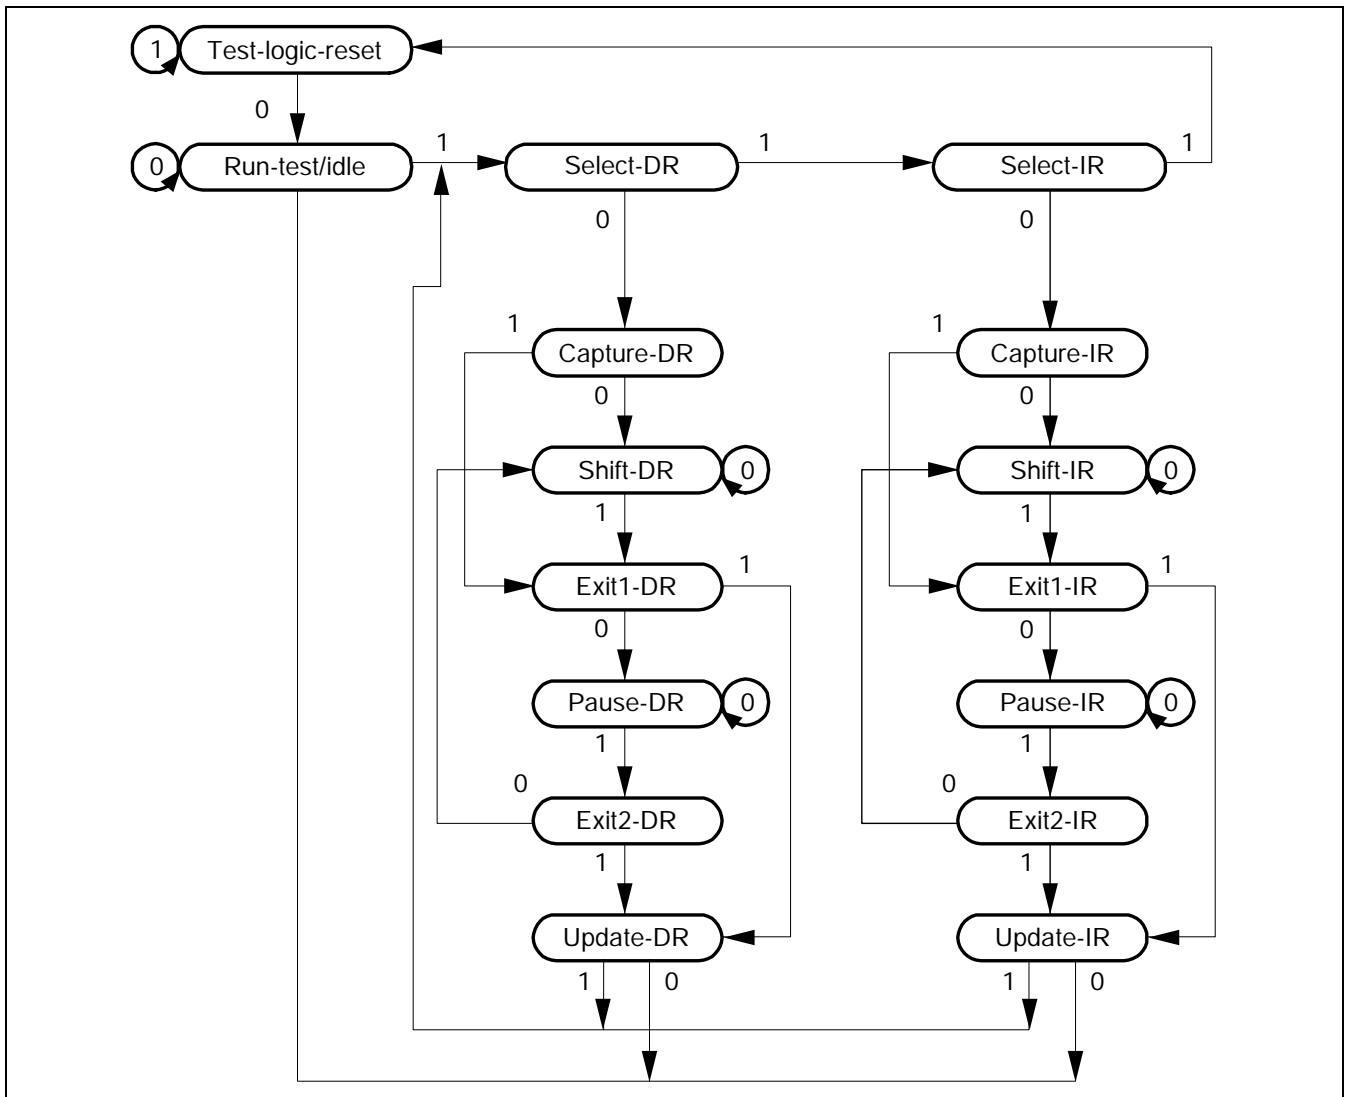 1 Test-logic-reset
0
0 Run-test/idle 1 Select-DR 1 Select-IR 1
0 0
1 1
Capture-DR Capture-IR
0 0
Shift-DR 0 Shift-IR 0
1 1
1 1
Exit1-DR Exit1-IR
0 0
Pause-DR 0 Pause-IR 0
1 1
0 0
Exit2-DR Exit2-IR
1 1
Update-DR Update-IR
1 0 1 0